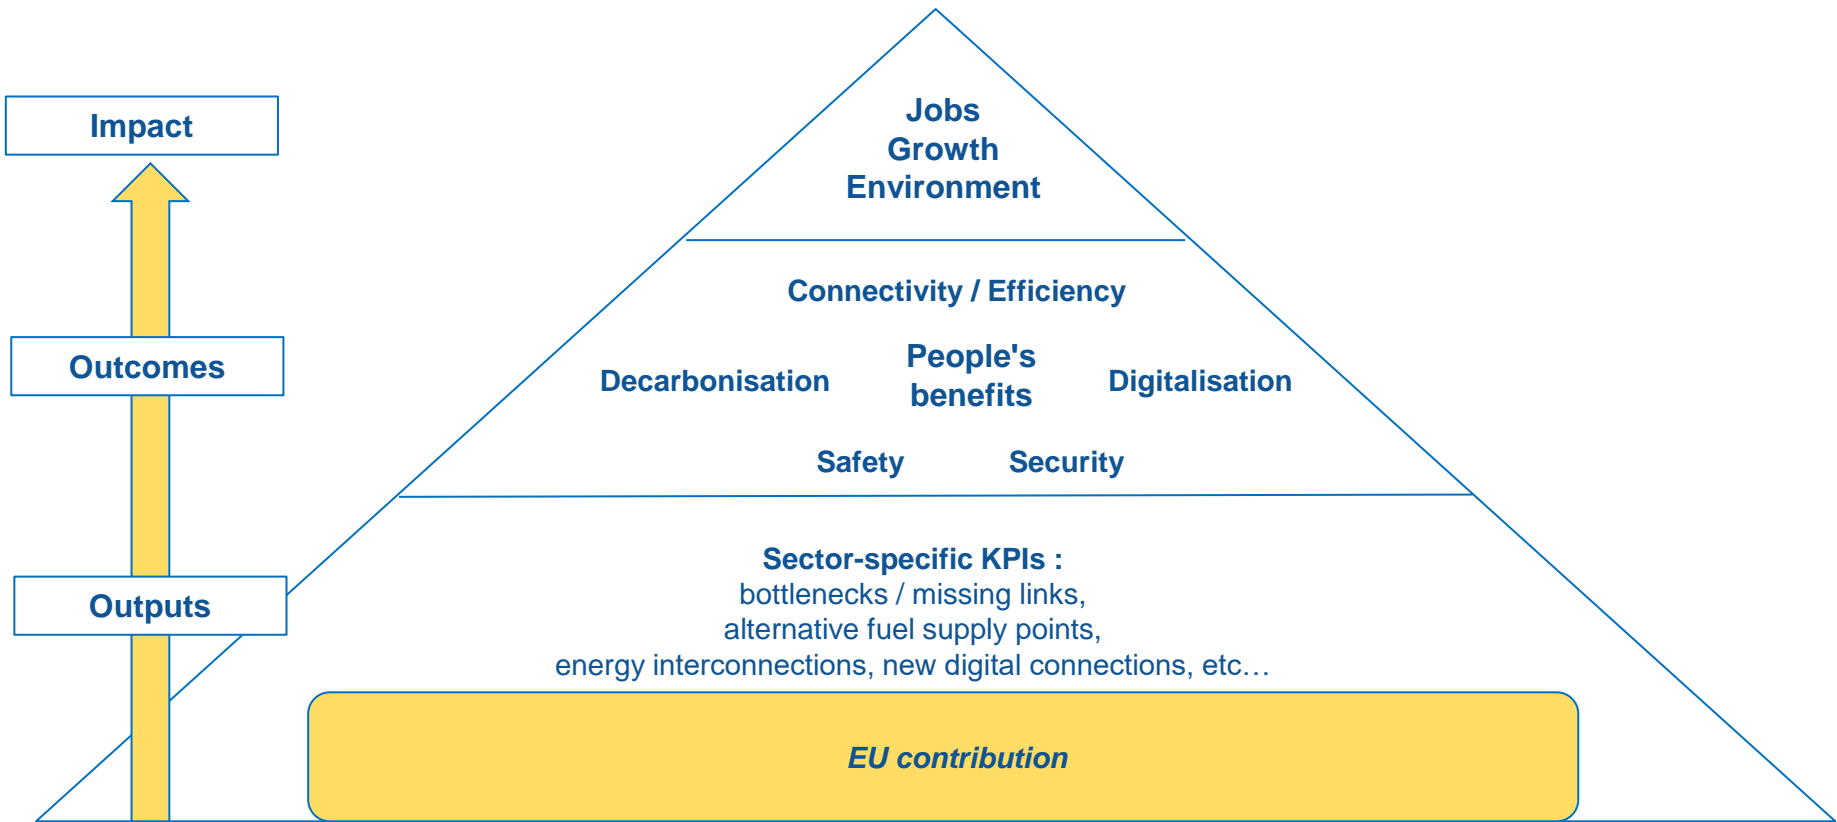 Impact
Jobs
Growth
Environment
Connectivity / Efficiency
Outcomes
People's
benefits
Decarbonisation
Digitalisation
Safety
Security
Outputs
Sector-specific KPIs :
bottlenecks / missing links,
alternative fuel supply points,
energy interconnections, new digital connections, etc…
EU contribution